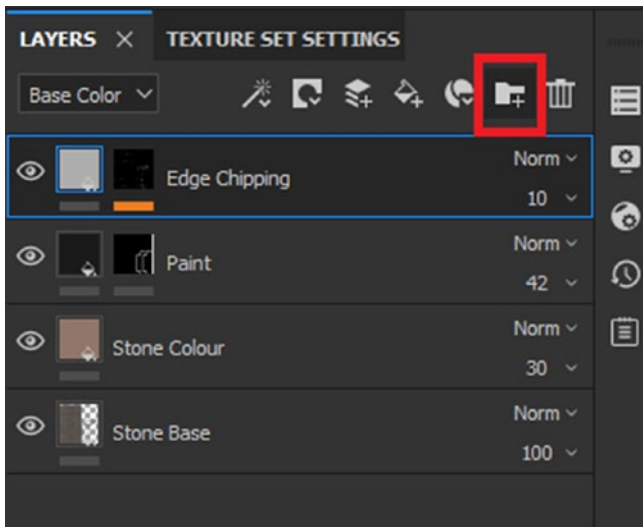 LAYERS × TEXTURE SET SETTINGS
Base Color
Edge Chipping Norm
10
Paint Norm
42
Stone Colour Norm
30
Stone Base Norm
100